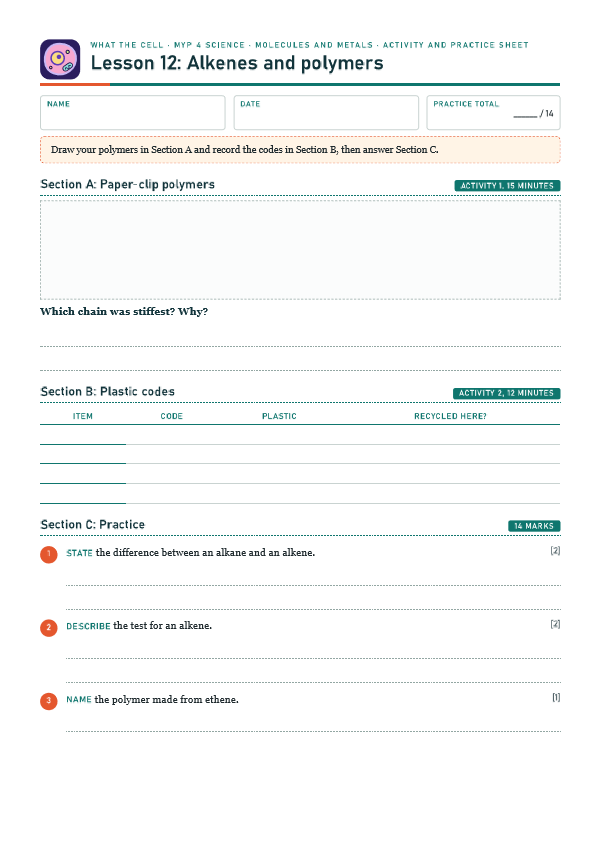 WHAT THE CELL · MYP 4 SCIENCE · MOLECULES AND METALS · ACTIVITY AND PRACTICE SHEET
Lesson 12: Alkenes and polymers
NAME
DATE
PRACTICE TOTAL
_____ / 14
Draw your polymers in Section A and record the codes in Section B, then answer Section C.
Section A: Paper-clip polymers
ACTIVITY 1, 15 MINUTES
Which chain was stiffest? Why?
Section B: Plastic codes
ACTIVITY 2, 12 MINUTES
ITEM CODE PLASTIC RECYCLED HERE?
Section C: Practice
14 MARKS
1 STATE the difference between an alkane and an alkene. [2]
2 DESCRIBE the test for an alkene. [2]
3 NAME the polymer made from ethene. [1]